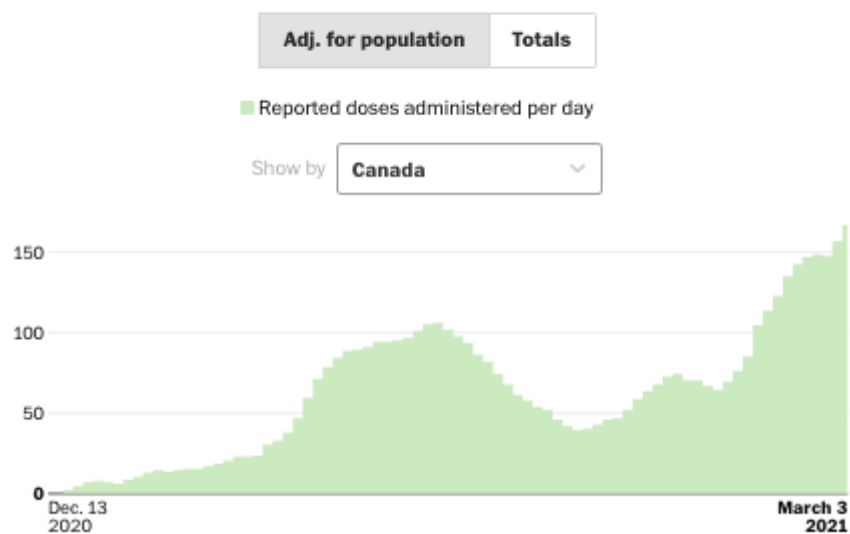 Adj. for population Totals
Reported doses administered per day
Show by Canada
150
100
50
0
Dec. 13 March 3
2020 2021